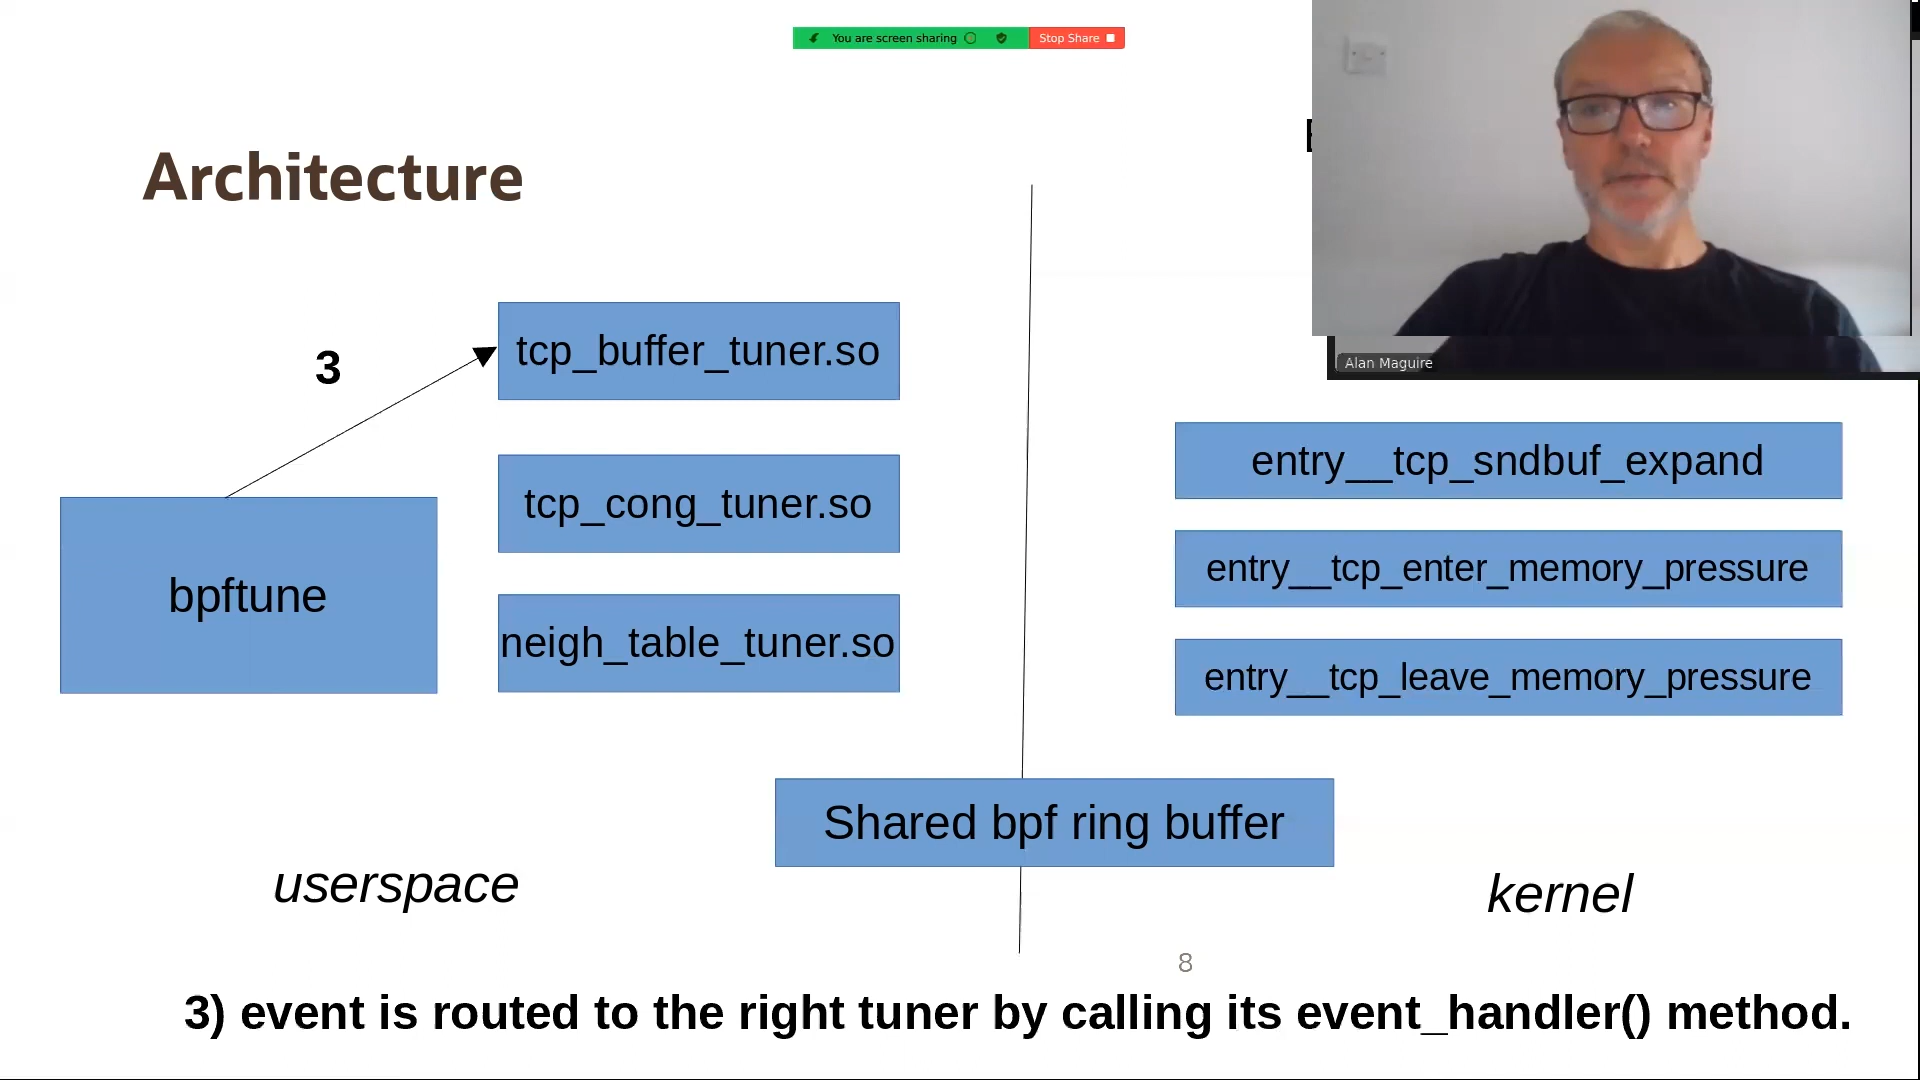 You are screen sharing
Stop Share
Architecture
Alan Maguire
3
tcp_buffer_tuner.so
tcp_cong_tuner.so
neigh_table_tuner.so
bpftune
entry__tcp_sndbuf_expand
entry__tcp_enter_memory_pressure
entry__tcp_leave_memory_pressure
Shared bpf ring buffer
userspace
kernel
8
3) event is routed to the right tuner by calling its event_handler() method.